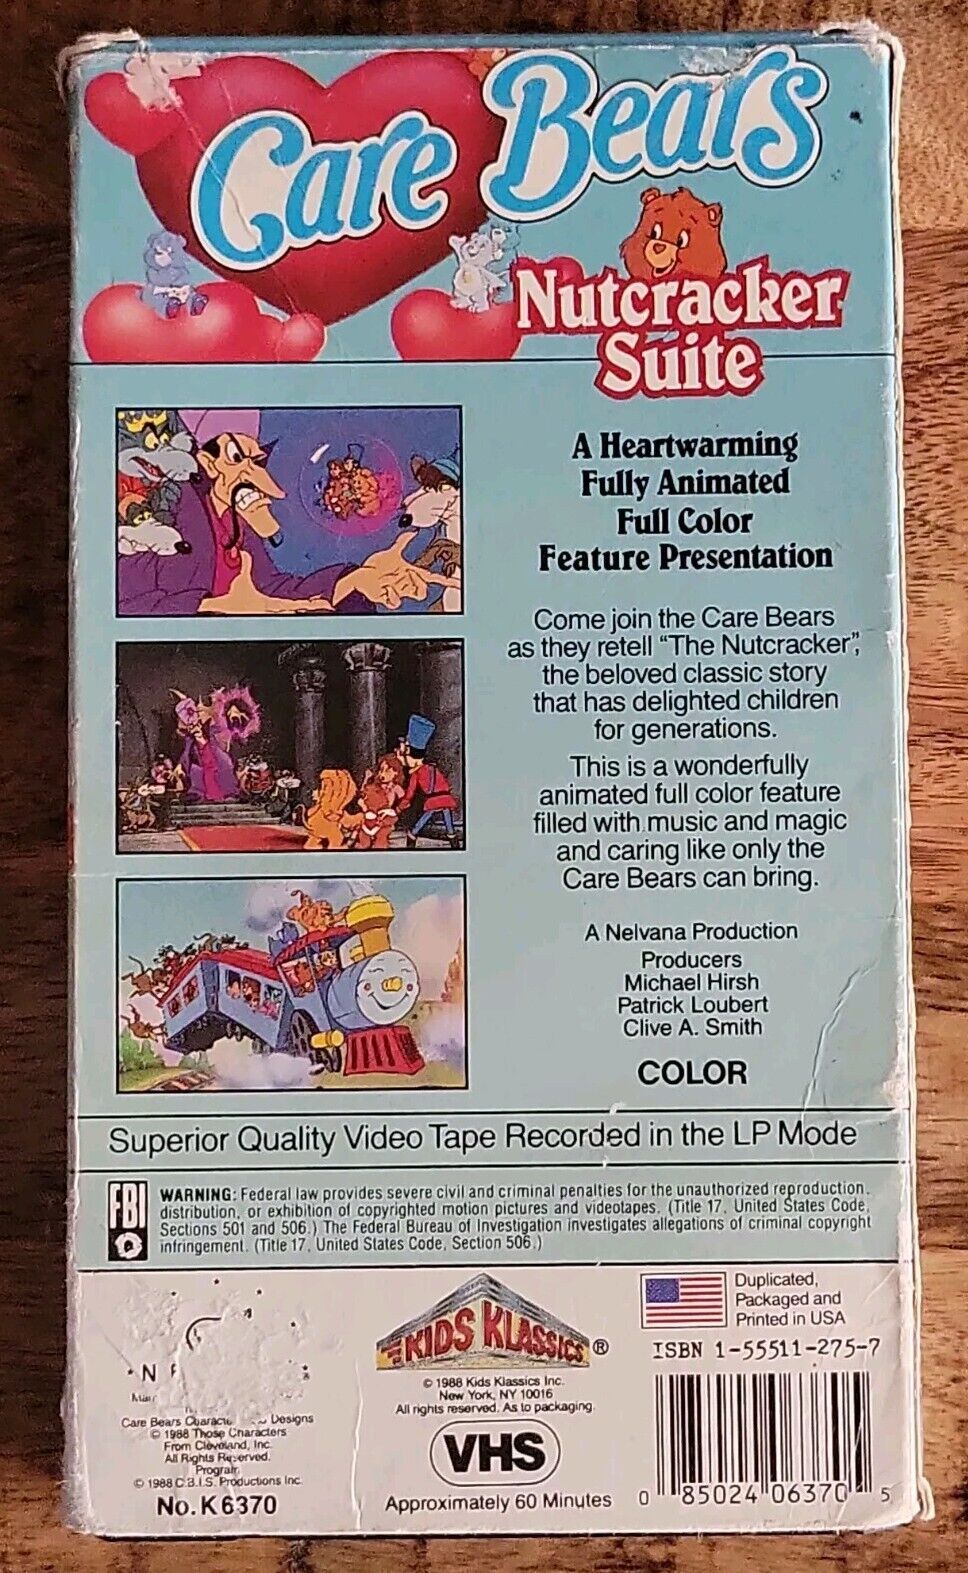 Care Bears
Nutcracker
Suite
A Heartwarming
Fully Animated
Full Color
Feature Presentation
Come join the Care Bears
as they retell “The Nutcracker”,
the beloved classic story
that has delighted children
for generations.
This is a wonderfully
animated full color feature
filled with music and magic
and caring like only the
Care Bears can bring.
A Nelvana Production
Producers
Michael Hirsh
Patrick Loubert
Clive A. Smith
COLOR
Superior Quality Video Tape Recorded in the LP Mode
FBI
WARNING: Federal law provides severe civil and criminal penalties for the unauthorized reproduction,
distribution, or exhibition of copyrighted motion pictures and videotapes. (Title 17, United States Code,
Sections 501 and 506.) The Federal Bureau of Investigation investigates allegations of criminal copyright
infringement. (Title 17, United States Code, Section 506.)
N
Care Bears Designs
© 1988 Those Characters
From Cleveland, Inc.
All Rights Reserved.
Program
© 1988 C.B.I.S. Productions Inc.
No. K 6370
KIDS KLASSICS ®
© 1988 Kids Klassics Inc.
New York, NY 10016
All rights reserved. As to packaging.
VHS
Approximately 60 Minutes
Duplicated,
Packaged and
Printed in USA
ISBN 1-55511-275-7
0 85024 06370 5